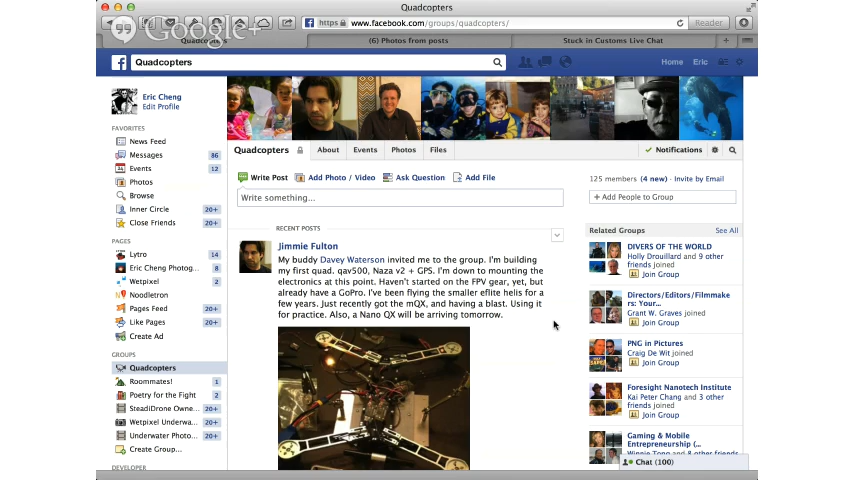 Quadcopters
Google+
https www.facebook.com/groups/quadcopters/
Reader
Quadcopters
(6) Photos from posts
Stuck in Customs Live Chat
Quadcopters
Home Eric
Eric Cheng
Edit Profile
FAVORITES
News Feed
Messages 86
Events 12
Photos
Browse
Inner Circle 20+
Close Friends 20+
PAGES
Lytro 14
Eric Cheng Photog... 8
Wetpixel 2
Noodletron
Pages Feed 20+
Like Pages 20+
Create Ad
GROUPS
Quadcopters
Roommates! 1
Poetry for the Fight 2
SteadiDrone Owne... 20+
Wetpixel Underwa... 20+
Underwater Photo... 20+
Create Group...
DEVELOPER
Quadcopters About Events Photos Files
Notifications
Write Post Add Photo / Video Ask Question Add File
Write something...
RECENT POSTS
Jimmie Fulton
My buddy Davey Waterson invited me to the group. I'm building
my first quad. qav500, Naza v2 + GPS. I'm down to mounting the
electronics at this point. Haven't started on the FPV gear, yet, but
already have a GoPro. I've been flying the smaller eflite helis for a
few years. Just recently got the mQX, and having a blast. Using it
for practice. Also, a Nano QX will be arriving tomorrow.
125 members (4 new) · Invite by Email
+ Add People to Group
Related Groups See All
DIVERS OF THE WORLD
Holly Drouillard and 9 other
friends joined
Join Group
Directors/Editors/Filmmake
rs: Your...
Grant W. Graves joined
Join Group
PNG in Pictures
Craig De Wit joined
Join Group
Foresight Nanotech Institute
Kai Peter Chang and 3 other
friends joined
Join Group
Gaming & Mobile
Entrepreneurship (...
Winnie Tong and 8 other friends
Chat (100)